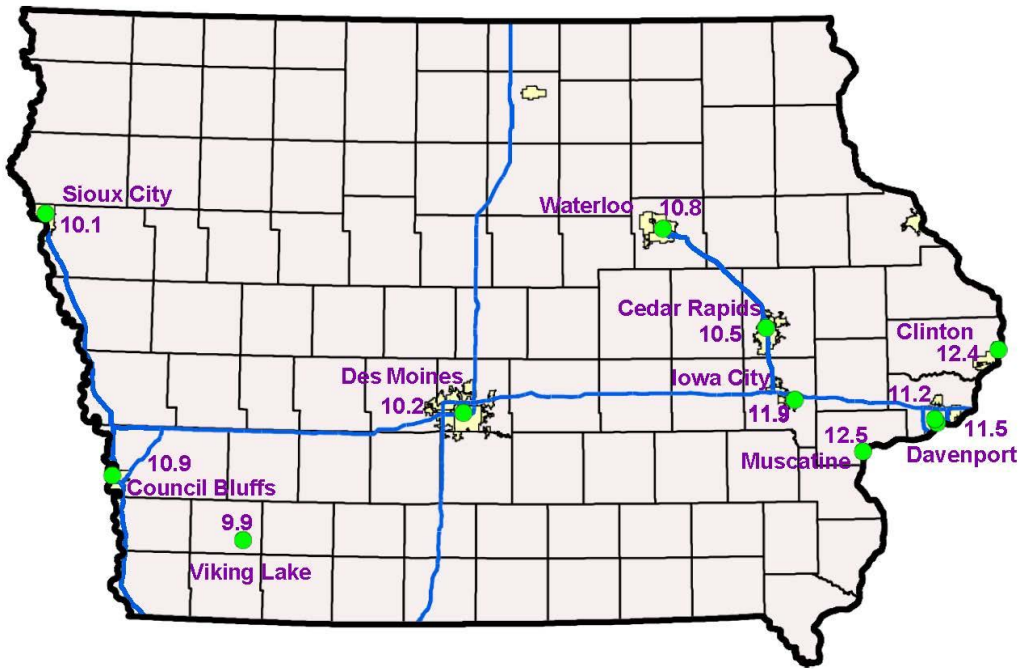 Sioux City
10.1
Waterloo
10.8
Cedar Rapids
10.5
Clinton
12.4
Des Moines
10.2
Iowa City
11.9
11.2
11.5
Davenport
12.5
Muscatine
10.9
Council Bluffs
9.9
Viking Lake